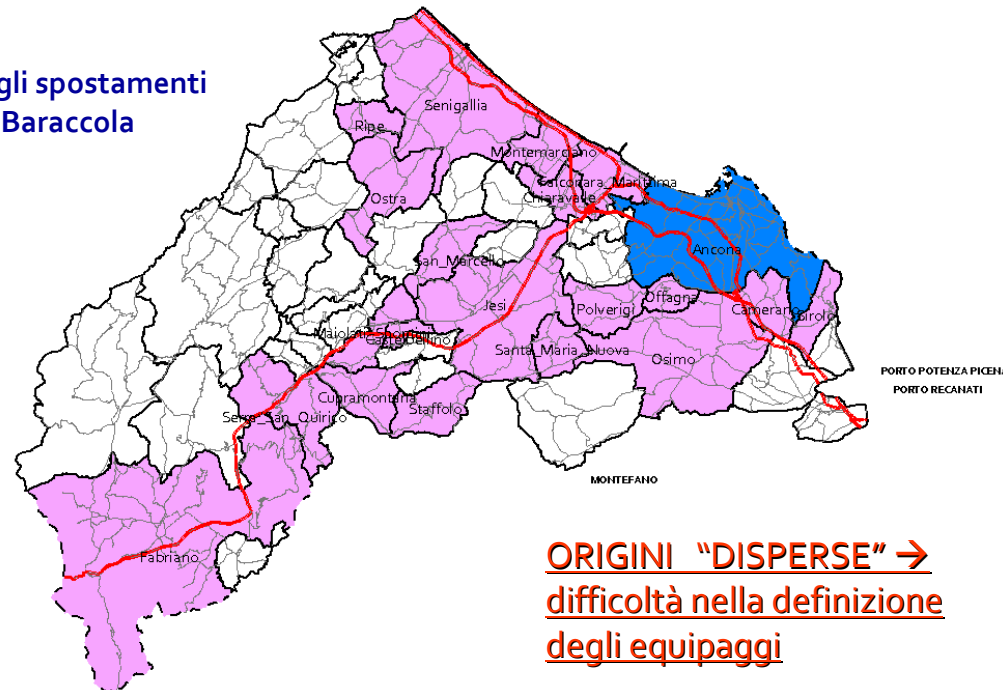 gli spostamenti
Baraccola
Senigallia
Ripe
Montemarciano
Falconara_Marittima
Chiaravalle
Ostra
Ancona
San_Marcello
Jesi
Polverigi
Offagna
Camerano
Sirolo
Maiolati_Spontini
Castelbellino
Santa_Maria_Nuova
Osimo
Cupramontana
Staffolo
Serra_San_Quirico
Fabriano
PORTO POTENZA PICENA
PORTO RECANATI
MONTEFANO
ORIGINI “DISPERSE” →
difficoltà nella definizione
degli equipaggi